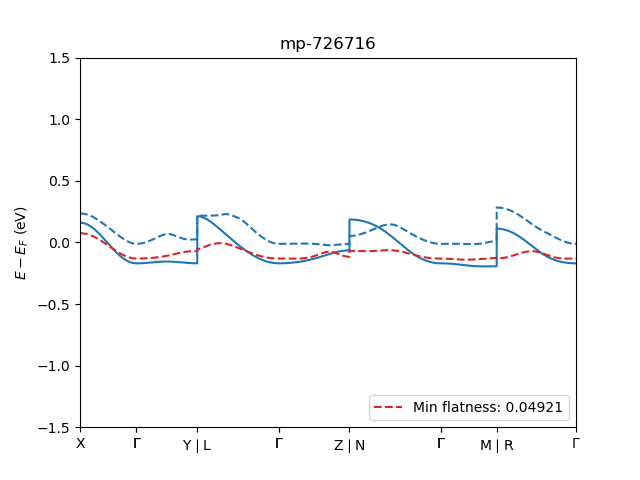 mp-726716
E − E_F (eV)
1.5
1.0
0.5
0.0
−0.5
−1.0
−1.5
Min flatness: 0.04921
X Γ Y | L Γ Z | N Γ M | R Γ